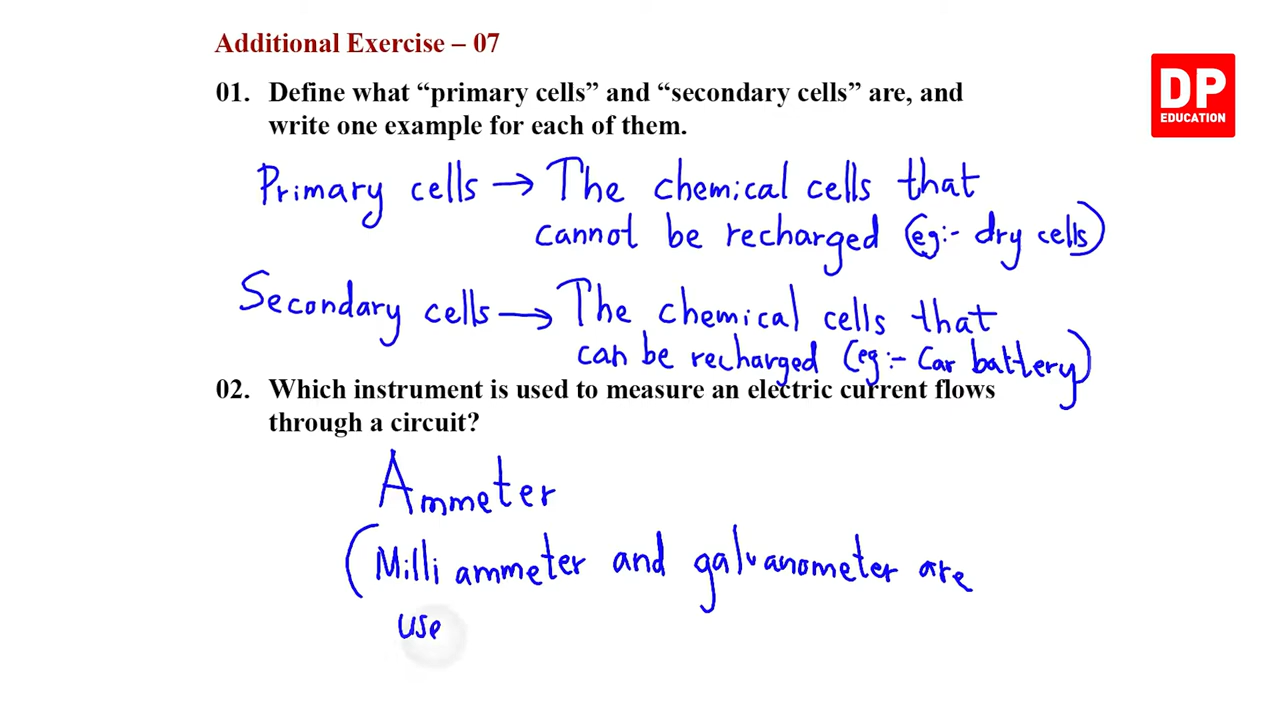 Additional Exercise – 07
DP
EDUCATION
01. Define what “primary cells” and “secondary cells” are, and
write one example for each of them.
Primary cells → The chemical cells that
cannot be recharged (eg:- dry cells)
Secondary cells → The chemical cells that
can be recharged (eg:- Car battery)
02. Which instrument is used to measure an electric current flows
through a circuit?
Ammeter
(Milli ammeter and galvanometer are
use